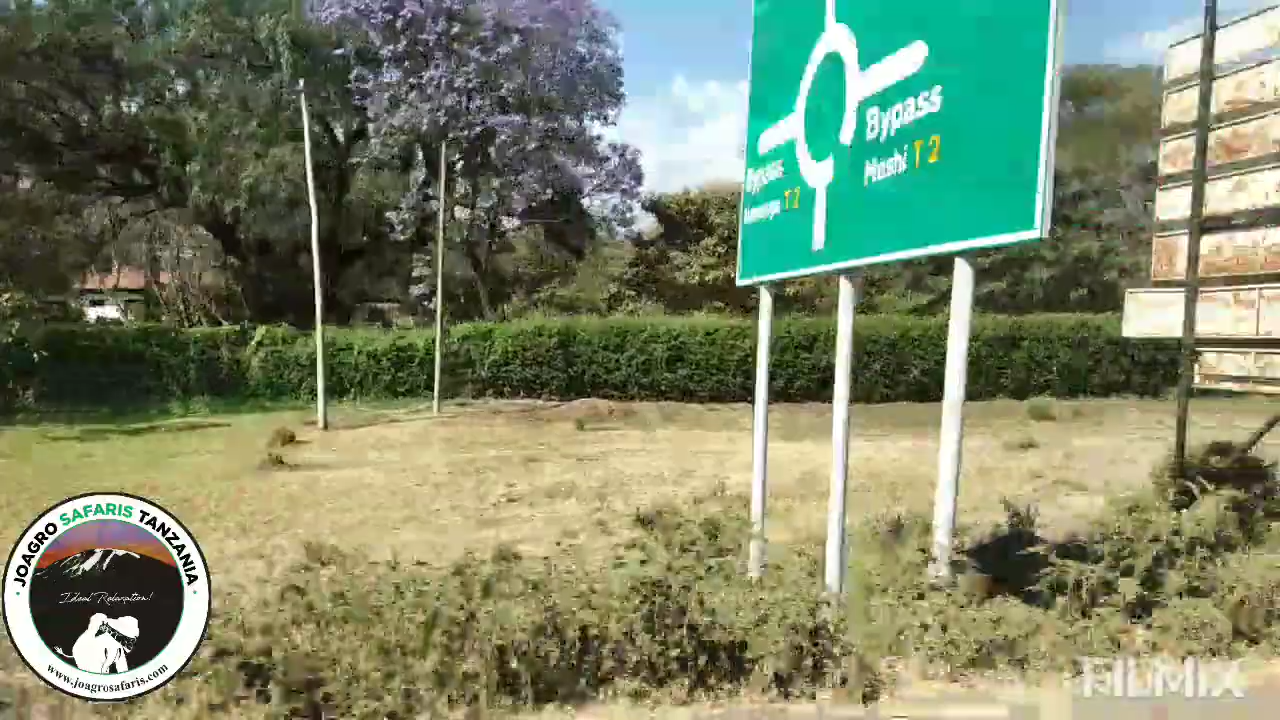 Bypass
Moshi T 2
Bypass
T 2
JOAGRO SAFARIS TANZANIA
Ideal Relaxation!
www.joagrosafaris.com
FILMIX